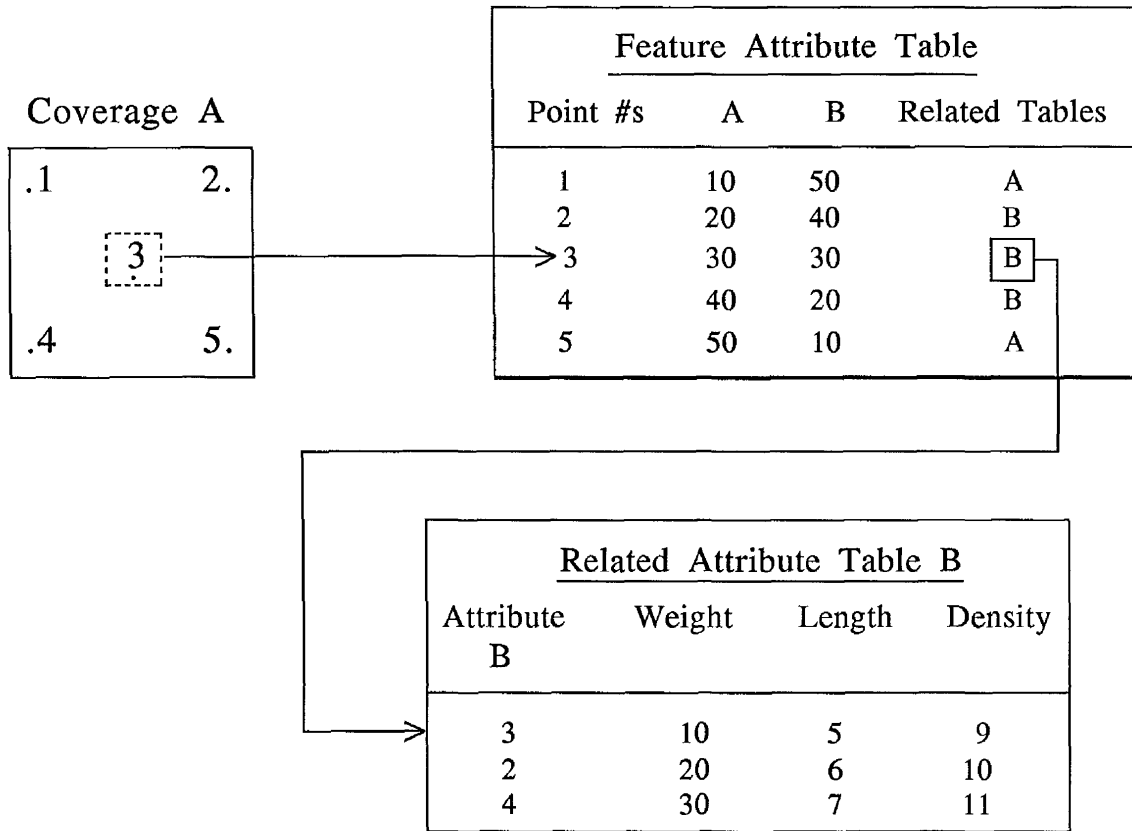 Coverage A
.1 2.
3
.4 5.
Feature Attribute Table
Point #s A B Related Tables
1 10 50 A
2 20 40 B
3 30 30 B
4 40 20 B
5 50 10 A
Related Attribute Table B
Attribute Weight Length Density
B
3 10 5 9
2 20 6 10
4 30 7 11